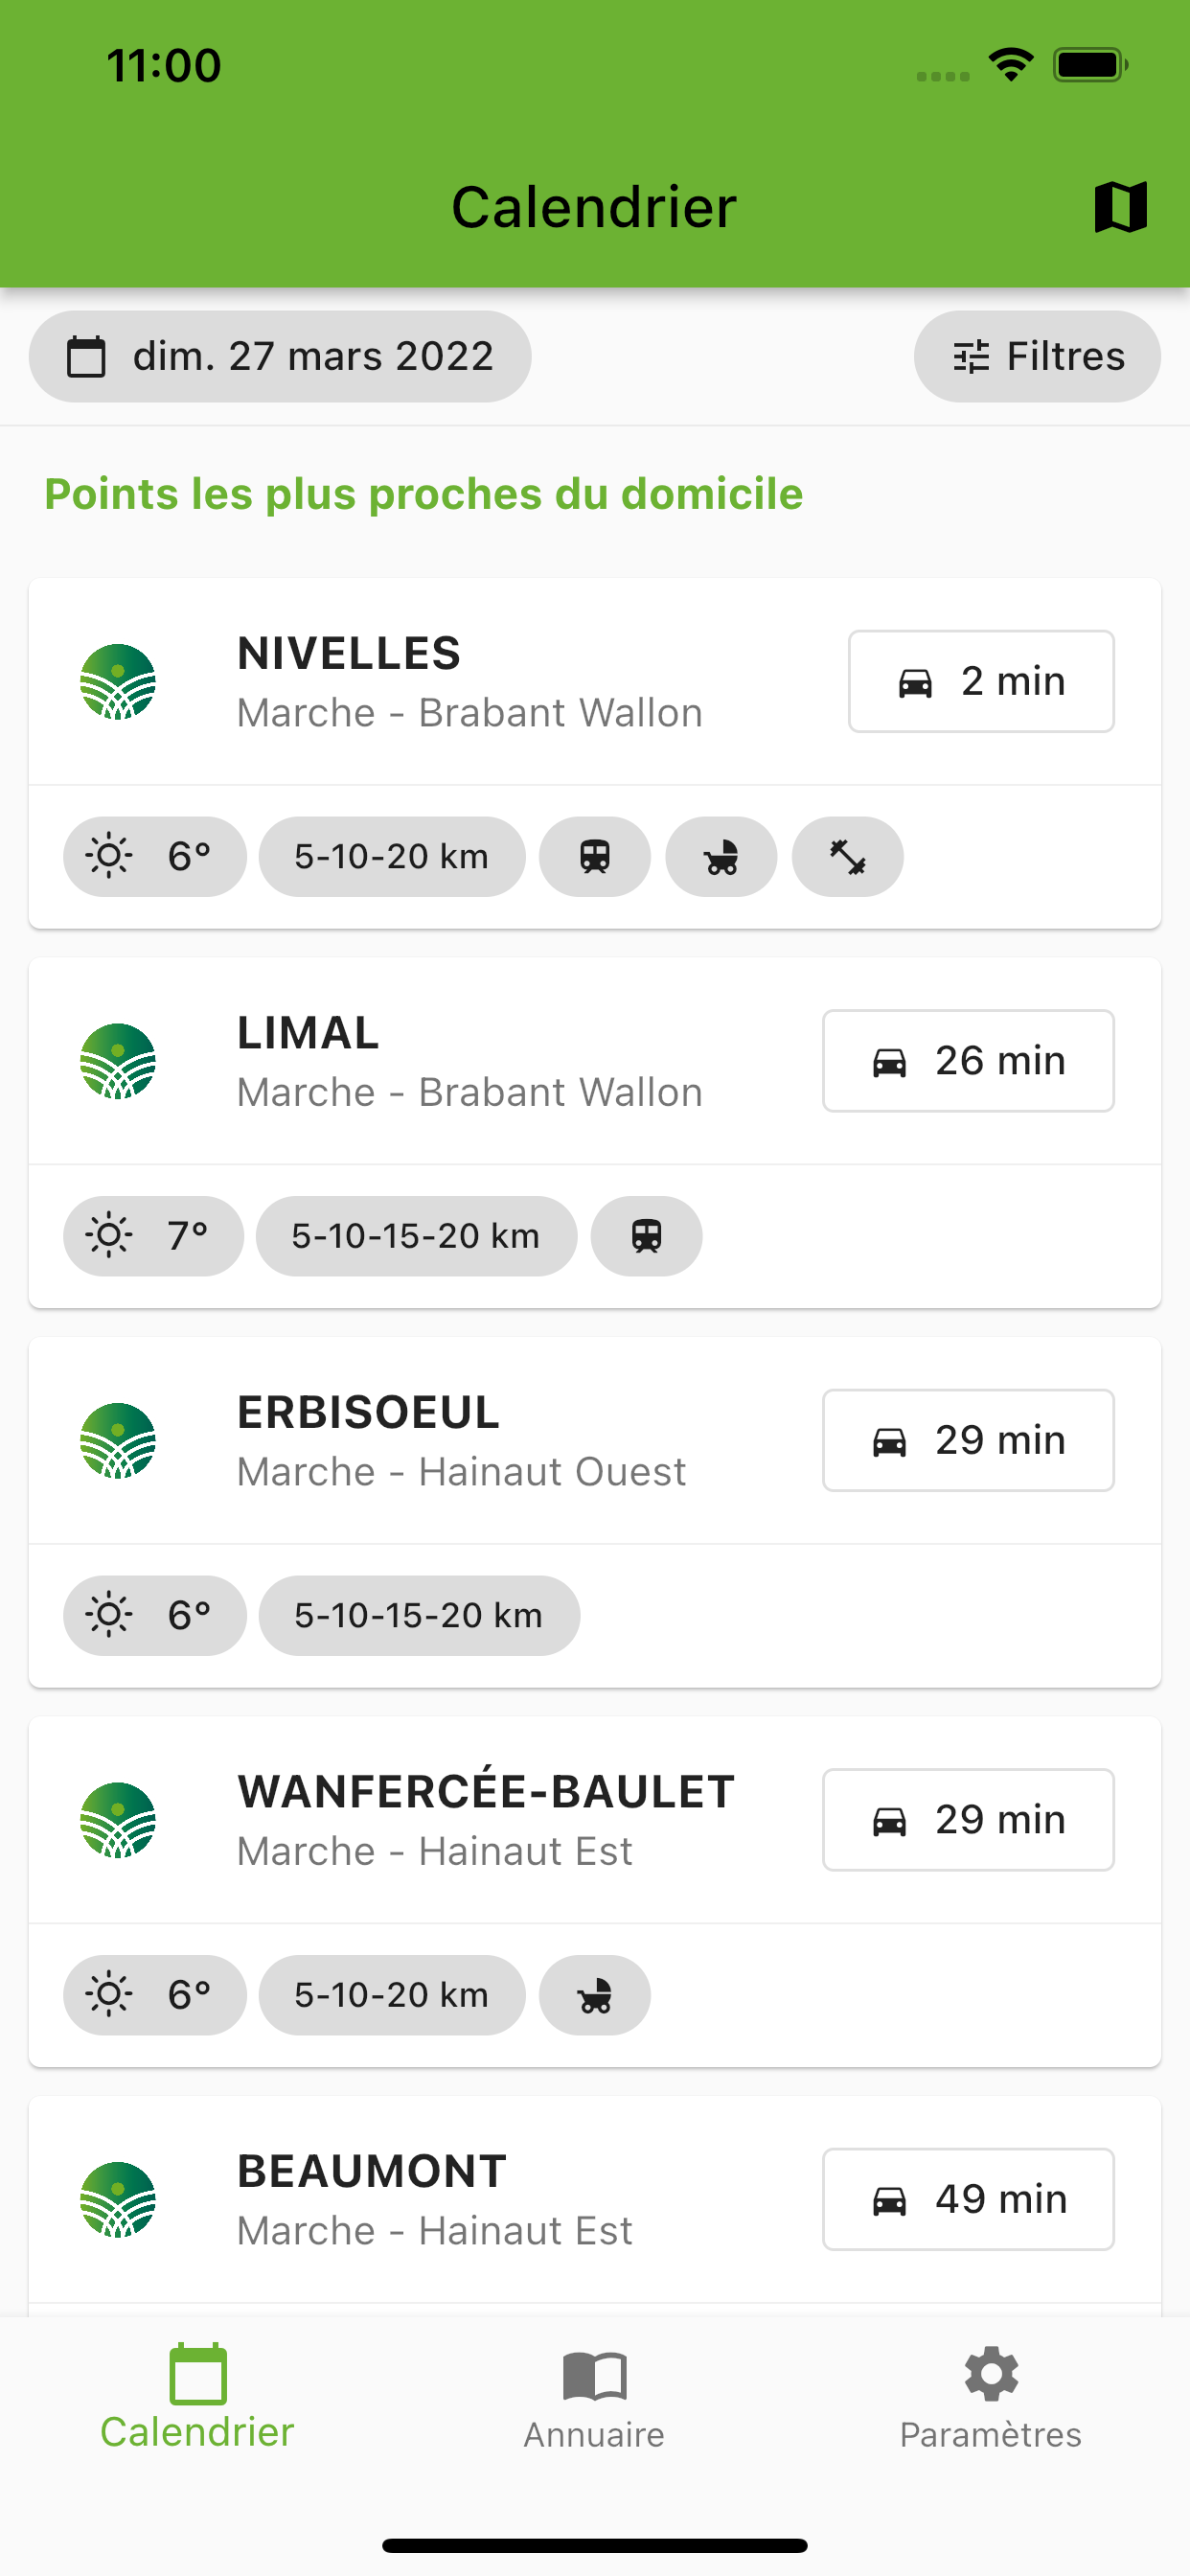 11:00
Calendrier
dim. 27 mars 2022
Filtres
Points les plus proches du domicile
NIVELLES
Marche - Brabant Wallon
2 min
6°
5-10-20 km
LIMAL
Marche - Brabant Wallon
26 min
7°
5-10-15-20 km
ERBISOEUL
Marche - Hainaut Ouest
29 min
6°
5-10-15-20 km
WANFERCÉE-BAULET
Marche - Hainaut Est
29 min
6°
5-10-20 km
BEAUMONT
Marche - Hainaut Est
49 min
Calendrier
Annuaire
Paramètres